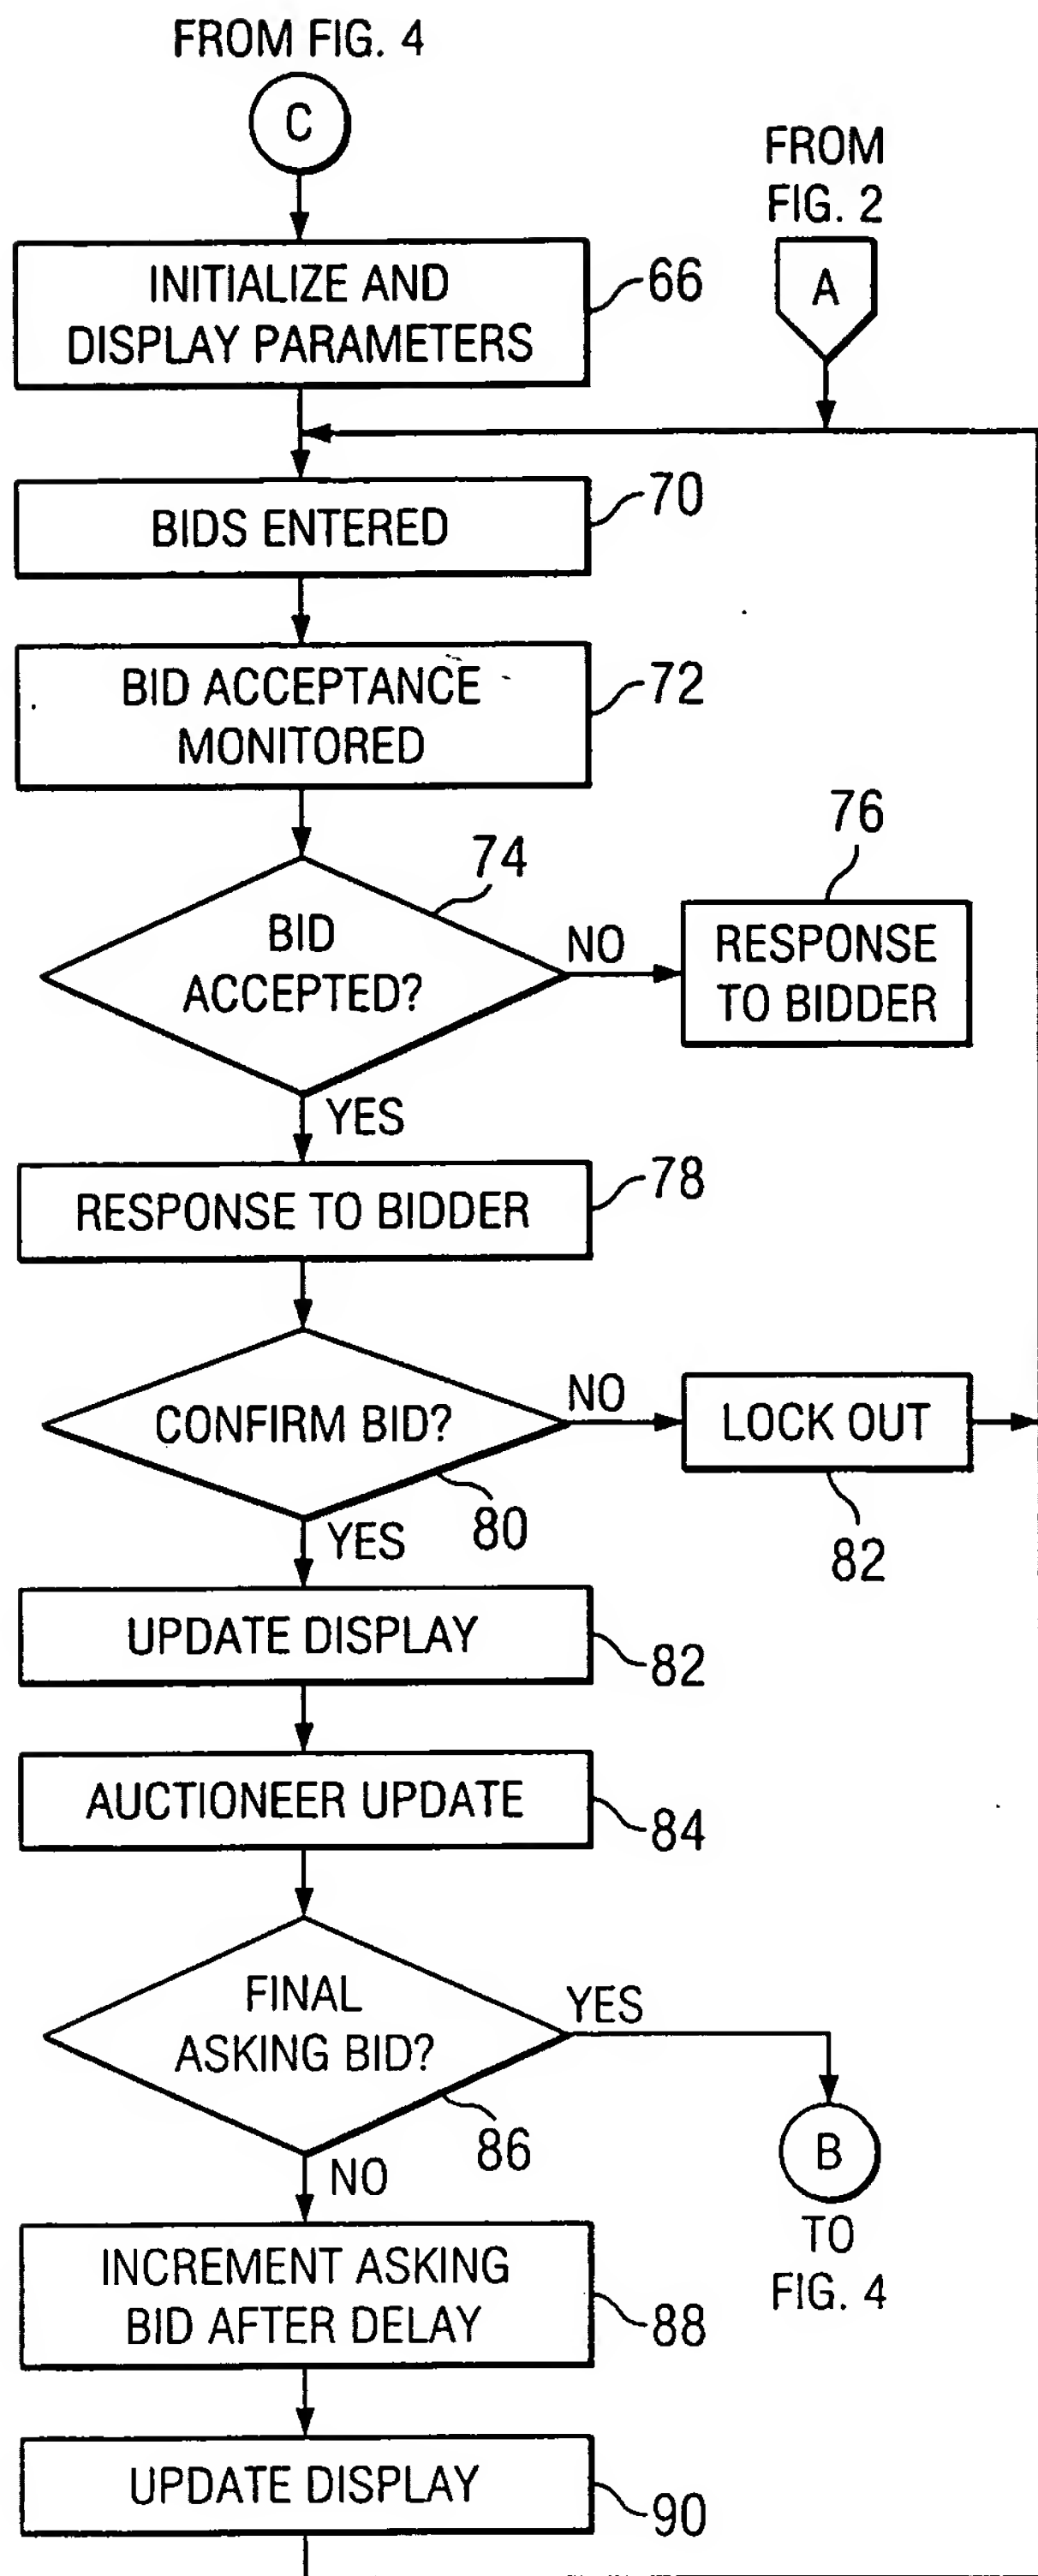 FROM FIG. 4
C
FROM
FIG. 2
A
INITIALIZE AND
DISPLAY PARAMETERS
66
BIDS ENTERED
70
BID ACCEPTANCE
MONITORED
72
BID
ACCEPTED?
74
NO
RESPONSE
TO BIDDER
76
YES
RESPONSE TO BIDDER
78
CONFIRM BID?
80
NO
LOCK OUT
82
YES
UPDATE DISPLAY
82
AUCTIONEER UPDATE
84
FINAL
ASKING BID?
86
YES
B
TO
FIG. 4
NO
INCREMENT ASKING
BID AFTER DELAY
88
UPDATE DISPLAY
90